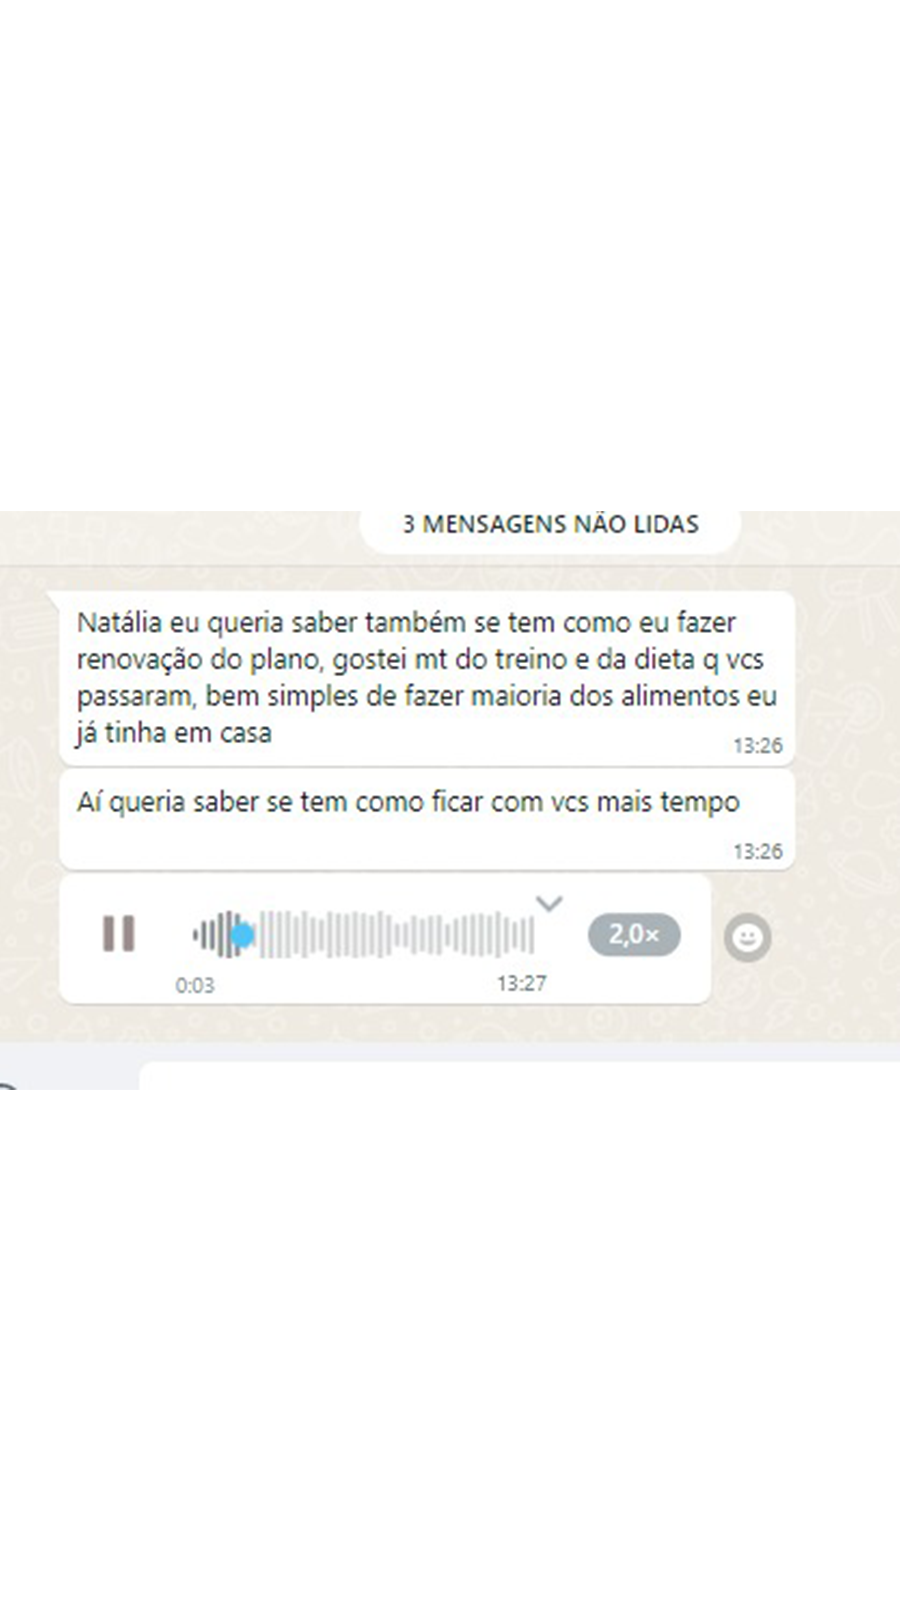 3 MENSAGENS NÃO LIDAS
Natália eu queria saber também se tem como eu fazer
renovação do plano, gostei mt do treino e da dieta q vcs
passaram, bem simples de fazer maioria dos alimentos eu
já tinha em casa
13:26
Aí queria saber se tem como ficar com vcs mais tempo
13:26
2,0×
0:03
13:27